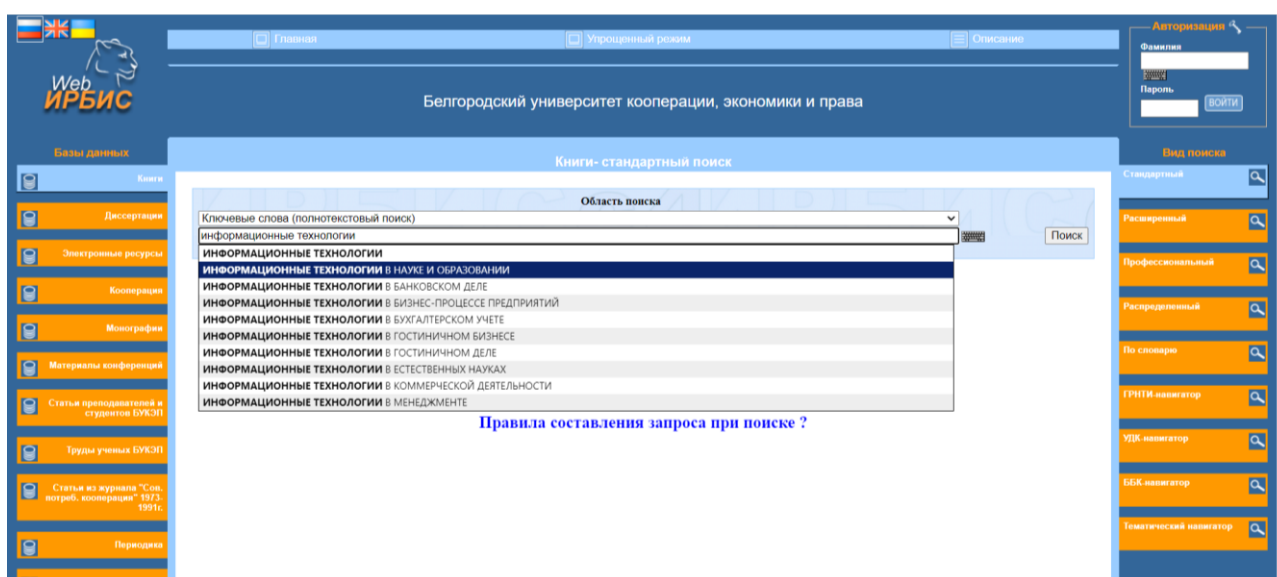 Главная
Упрощенный режим
Описание
Авторизация
Фамилия
Пароль
ВОЙТИ
Web
ИРБИС
Белгородский университет кооперации, экономики и права
Базы данных
Книги
Диссертации
Электронные ресурсы
Кооперация
Монографии
Материалы конференций
Статьи преподавателей и
студентов БУКЭП
Труды ученых БУКЭП
Статьи из журнала "Сов.
потреб. кооперация" 1973-
1991г.
Периодика
Книги- стандартный поиск
Область поиска
Ключевые слова (полнотекстовый поиск)
информационные технологии
Поиск
ИНФОРМАЦИОННЫЕ ТЕХНОЛОГИИ
ИНФОРМАЦИОННЫЕ ТЕХНОЛОГИИ В НАУКЕ И ОБРАЗОВАНИИ
ИНФОРМАЦИОННЫЕ ТЕХНОЛОГИИ В БАНКОВСКОМ ДЕЛЕ
ИНФОРМАЦИОННЫЕ ТЕХНОЛОГИИ В БИЗНЕС-ПРОЦЕССЕ ПРЕДПРИЯТИЙ
ИНФОРМАЦИОННЫЕ ТЕХНОЛОГИИ В БУХГАЛТЕРСКОМ УЧЕТЕ
ИНФОРМАЦИОННЫЕ ТЕХНОЛОГИИ В ГОСТИНИЧНОМ БИЗНЕСЕ
ИНФОРМАЦИОННЫЕ ТЕХНОЛОГИИ В ГОСТИНИЧНОМ ДЕЛЕ
ИНФОРМАЦИОННЫЕ ТЕХНОЛОГИИ В ЕСТЕСТВЕННЫХ НАУКАХ
ИНФОРМАЦИОННЫЕ ТЕХНОЛОГИИ В КОММЕРЧЕСКОЙ ДЕЯТЕЛЬНОСТИ
ИНФОРМАЦИОННЫЕ ТЕХНОЛОГИИ В МЕНЕДЖМЕНТЕ
Правила составления запроса при поиске ?
Вид поиска
Стандартный
Расширенный
Профессиональный
Распределенный
По словарю
ГРНТИ-навигатор
УДК-навигатор
ББК-навигатор
Тематический навигатор